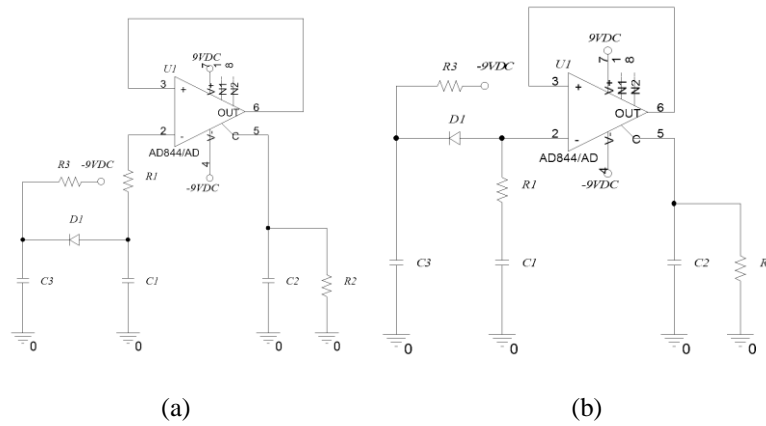 U1
9VDC
7
1
8
3
+
V+
N1
N2
OUT
6
2
-
V-
C
5
AD844/AD
4
-9VDC
R3
-9VDC
R1
D1
C3
C1
C2
R2
0
0
0
0
(a)
U1
9VDC
7
1
8
R3
-9VDC
3
+
V+
N1
N2
OUT
6
D1
2
-
V-
C
5
AD844/AD
4
-9VDC
R1
C3
C1
C2
R
0
0
0
0
(b)